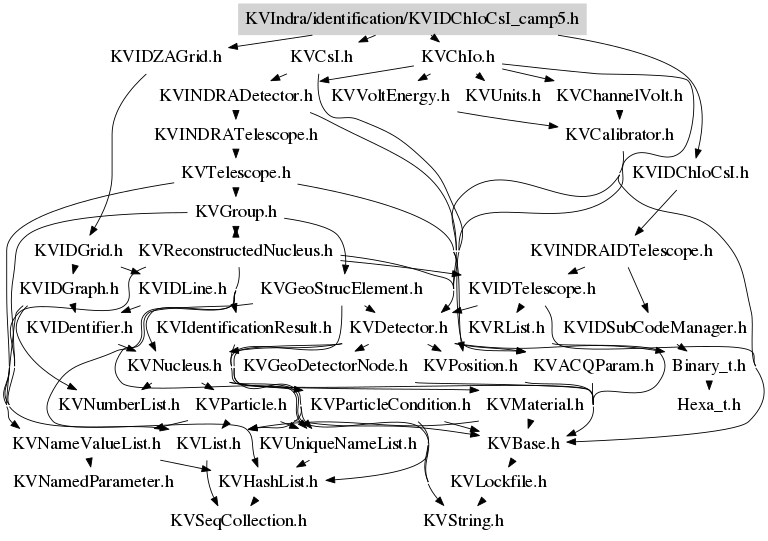 KVIndra/identification/KVIDChIoCsI_camp5.h
KVIDZAGrid.h KVCsI.h KVChIo.h
KVINDRADetector.h KVVoltEnergy.h KVUnits.h KVChannelVolt.h
KVINDRATelescope.h KVCalibrator.h
KVTelescope.h KVIDChIoCsI.h
KVGroup.h
KVIDGrid.h KVReconstructedNucleus.h KVINDRAIDTelescope.h
KVIDGraph.h KVIDLine.h KVGeoStrucElement.h KVIDTelescope.h
KVIDentifier.h KVIdentificationResult.h KVDetector.h KVRList.h KVIDSubCodeManager.h
KVNucleus.h KVGeoDetectorNode.h KVPosition.h KVACQParam.h Binary_t.h
KVNumberList.h KVParticle.h KVParticleCondition.h KVMaterial.h Hexa_t.h
KVNameValueList.h KVList.h KVUniqueNameList.h KVBase.h
KVNamedParameter.h KVHashList.h KVLockfile.h
KVSeqCollection.h KVString.h